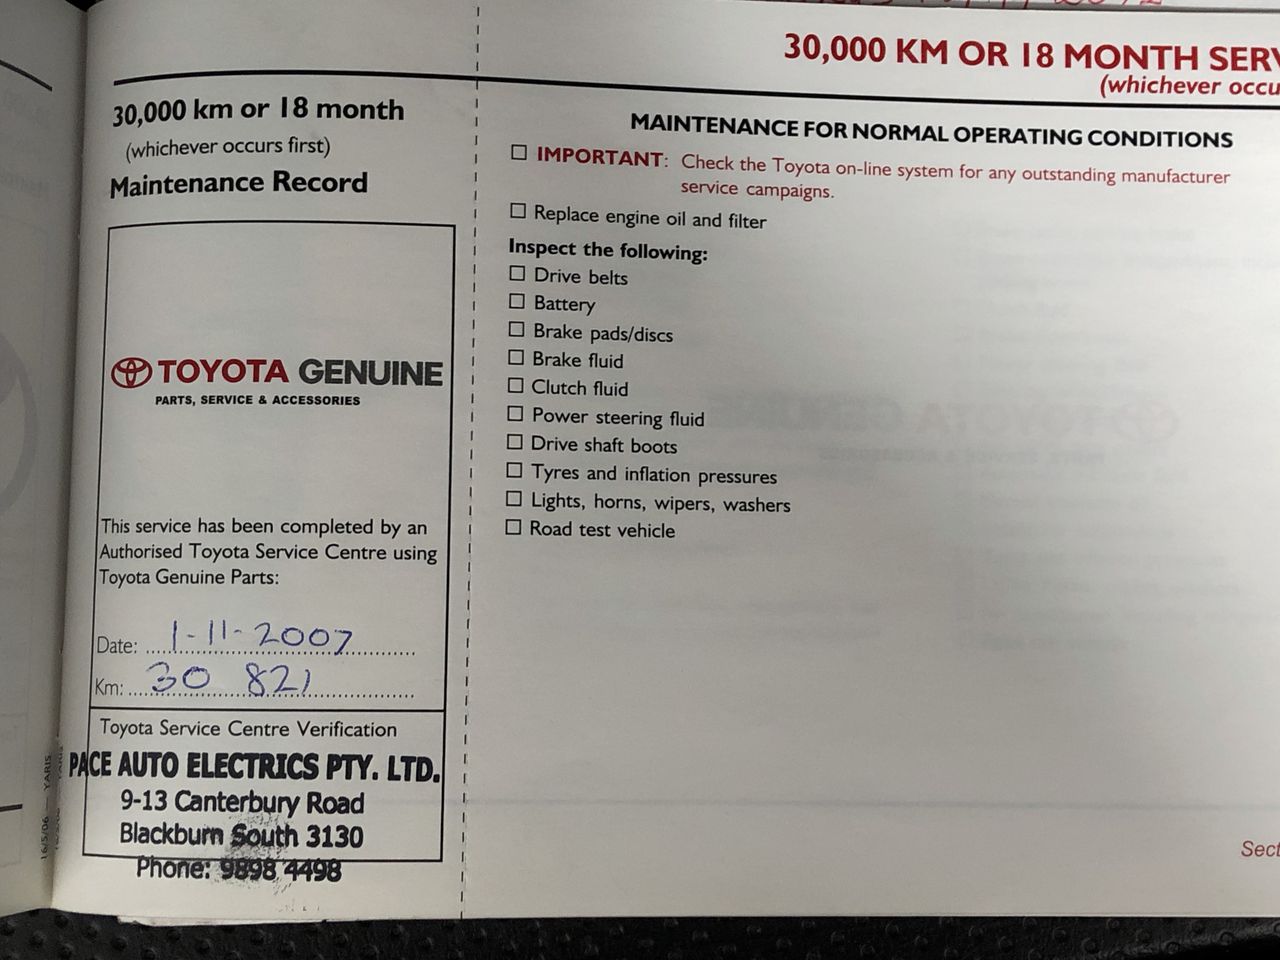 30,000 km or 18 month
(whichever occurs first)
Maintenance Record
TOYOTA GENUINE
PARTS, SERVICE & ACCESSORIES
This service has been completed by an
Authorised Toyota Service Centre using
Toyota Genuine Parts:
Date: 1-11-2007
Km: 30 821
Toyota Service Centre Verification
PACE AUTO ELECTRICS PTY. LTD.
9-13 Canterbury Road
Blackburn South 3130
Phone: 9898 4498
16/5/06 - YARIS
30,000 KM OR 18 MONTH SERV
(whichever occu
MAINTENANCE FOR NORMAL OPERATING CONDITIONS
IMPORTANT: Check the Toyota on-line system for any outstanding manufacturer
service campaigns.
Replace engine oil and filter
Inspect the following:
Drive belts
Battery
Brake pads/discs
Brake fluid
Clutch fluid
Power steering fluid
Drive shaft boots
Tyres and inflation pressures
Lights, horns, wipers, washers
Road test vehicle
Sect